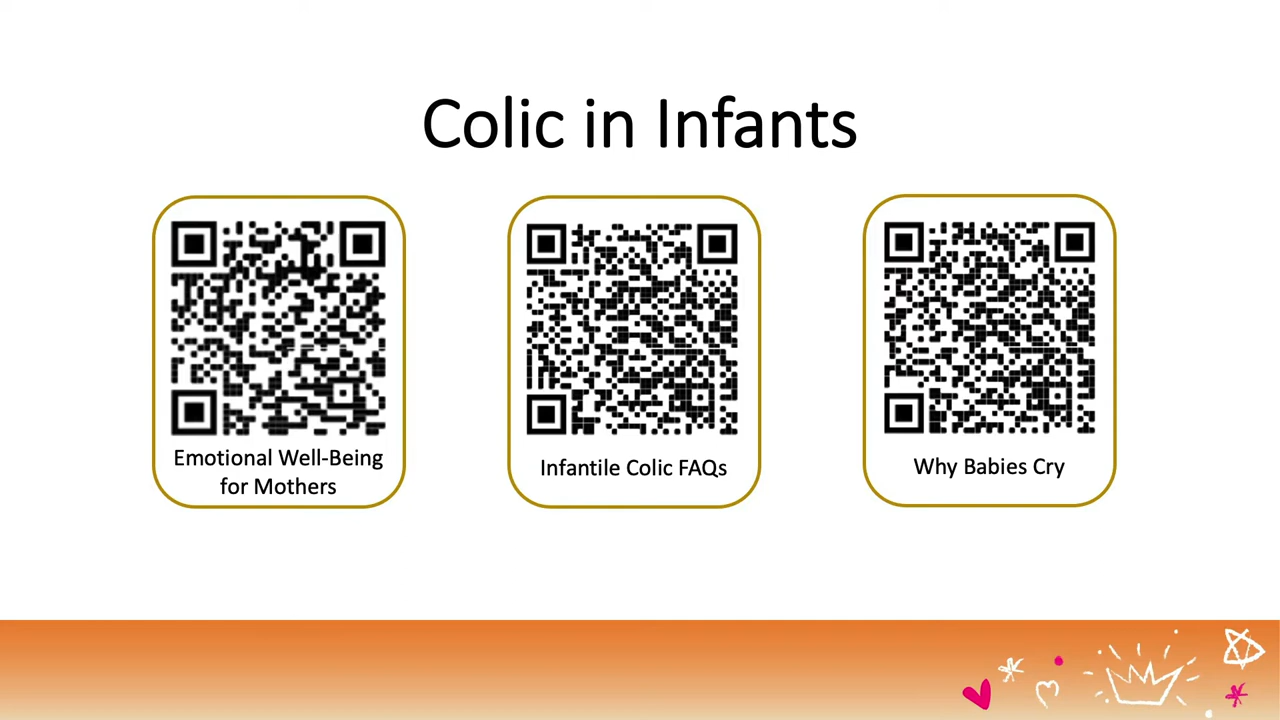 Colic in Infants
Emotional Well-Being
for Mothers
Infantile Colic FAQs
Why Babies Cry